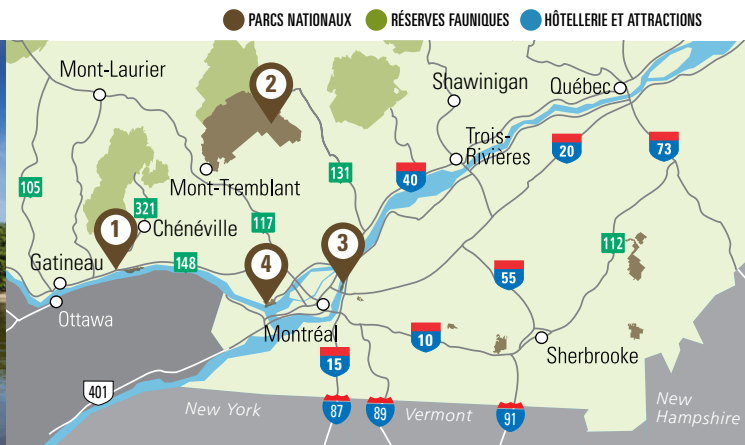 PARCS NATIONAUX
RÉSERVES FAUNIQUES
HÔTELLERIE ET ATTRACTIONS
Mont-Laurier
2
Shawinigan
Québec
Trois-
Rivières
20
73
40
131
105
Mont-Tremblant
321
117
Chénéville
1
3
112
Gatineau
148
4
55
Ottawa
Montréal
10
Sherbrooke
15
401
New York
87
89
Vermont
91
New
Hampshire